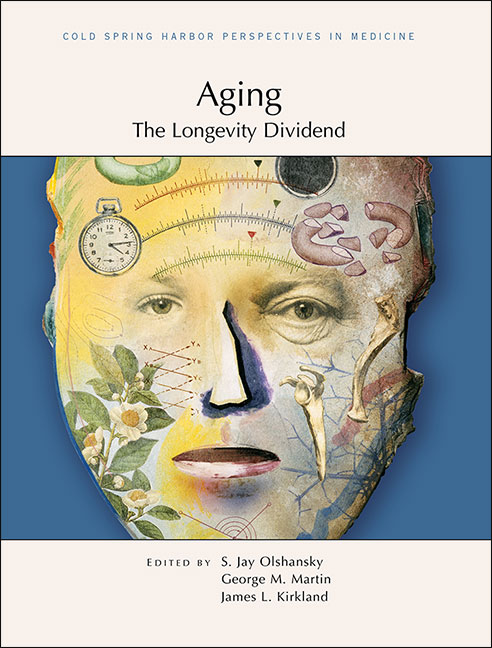 COLD SPRING HARBOR PERSPECTIVES IN MEDICINE
Aging
The Longevity Dividend
EDITED BY S. Jay Olshansky
George M. Martin
James L. Kirkland